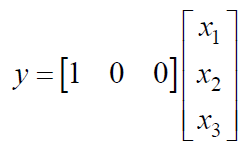 y = [1 0 0] [x₁ x₂ x₃]